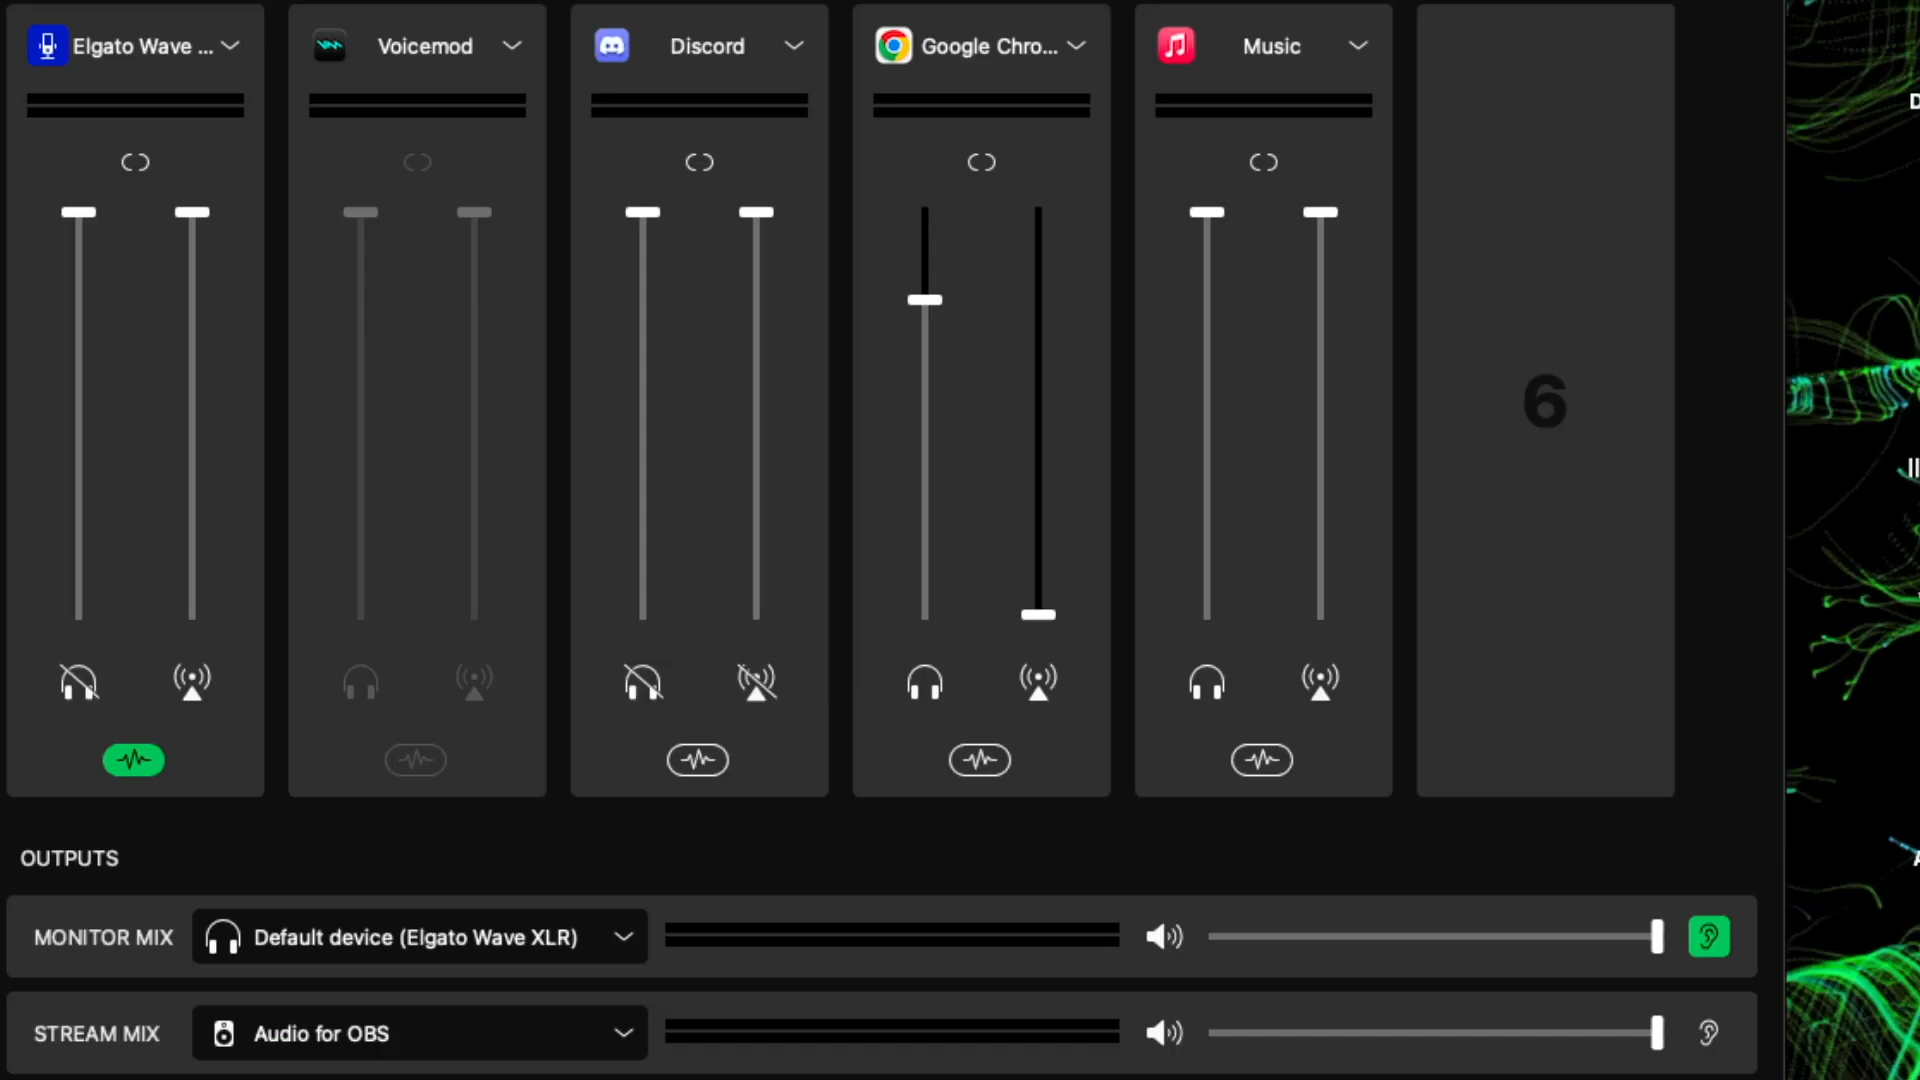 Elgato Wave ...
Voicemod
Discord
Google Chro...
Music
6
OUTPUTS
MONITOR MIX
Default device (Elgato Wave XLR)
STREAM MIX
Audio for OBS